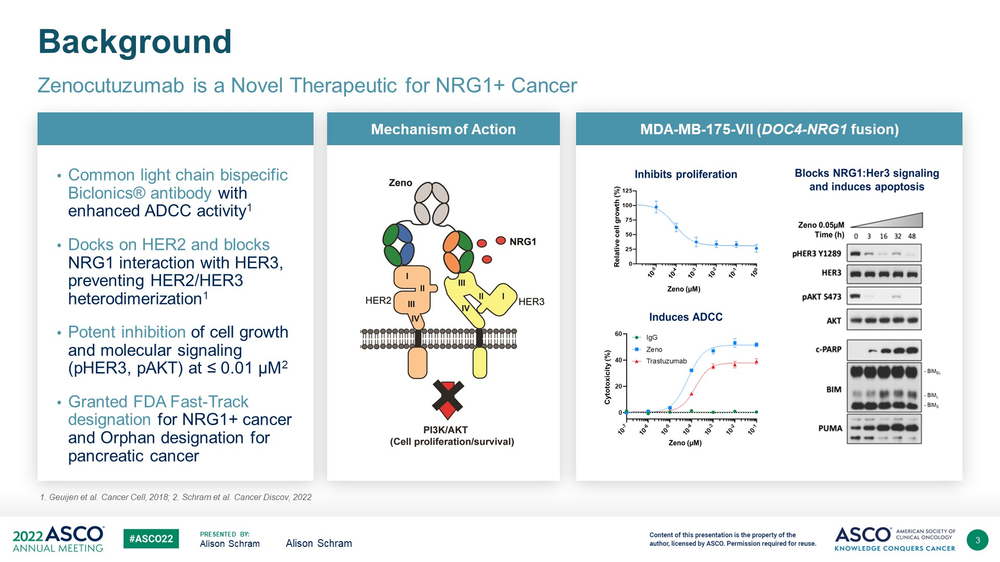 Background
Zenocutuzumab is a Novel Therapeutic for NRG1+ Cancer
• Common light chain bispecific
Biclonics® antibody with
enhanced ADCC activity1
• Docks on HER2 and blocks
NRG1 interaction with HER3,
preventing HER2/HER3
heterodimerization1
• Potent inhibition of cell growth
and molecular signaling
(pHER3, pAKT) at ≤ 0.01 µM2
• Granted FDA Fast-Track
designation for NRG1+ cancer
and Orphan designation for
pancreatic cancer
Mechanism of Action
Zeno
NRG1
I
II
III
IV
HER2
III
II
I
IV
HER3
PI3K/AKT
(Cell proliferation/survival)
MDA-MB-175-VII (DOC4-NRG1 fusion)
Inhibits proliferation
Relative cell growth (%)
125
100
75
50
25
0
10-5 10-4 10-3 10-2 10-1 100
Zeno (µM)
Induces ADCC
Cytotoxicity (%)
60
40
20
0
IgG
Zeno
Trastuzumab
10-7 10-6 10-5 10-4 10-3 10-2 10-1
Zeno (µM)
Blocks NRG1:Her3 signaling
and induces apoptosis
Zeno 0.05µM
Time (h) 0 3 16 32 48
pHER3 Y1289
HER3
pAKT S473
AKT
c-PARP
BIM
- BIMEL
- BIML
- BIMS
PUMA
1. Geuijen et al. Cancer Cell, 2018; 2. Schram et al. Cancer Discov, 2022
2022 ASCO®
ANNUAL MEETING
#ASCO22
PRESENTED BY:
Alison Schram
Alison Schram
Content of this presentation is the property of the
author, licensed by ASCO. Permission required for reuse.
ASCO® AMERICAN SOCIETY OF
CLINICAL ONCOLOGY
KNOWLEDGE CONQUERS CANCER
3